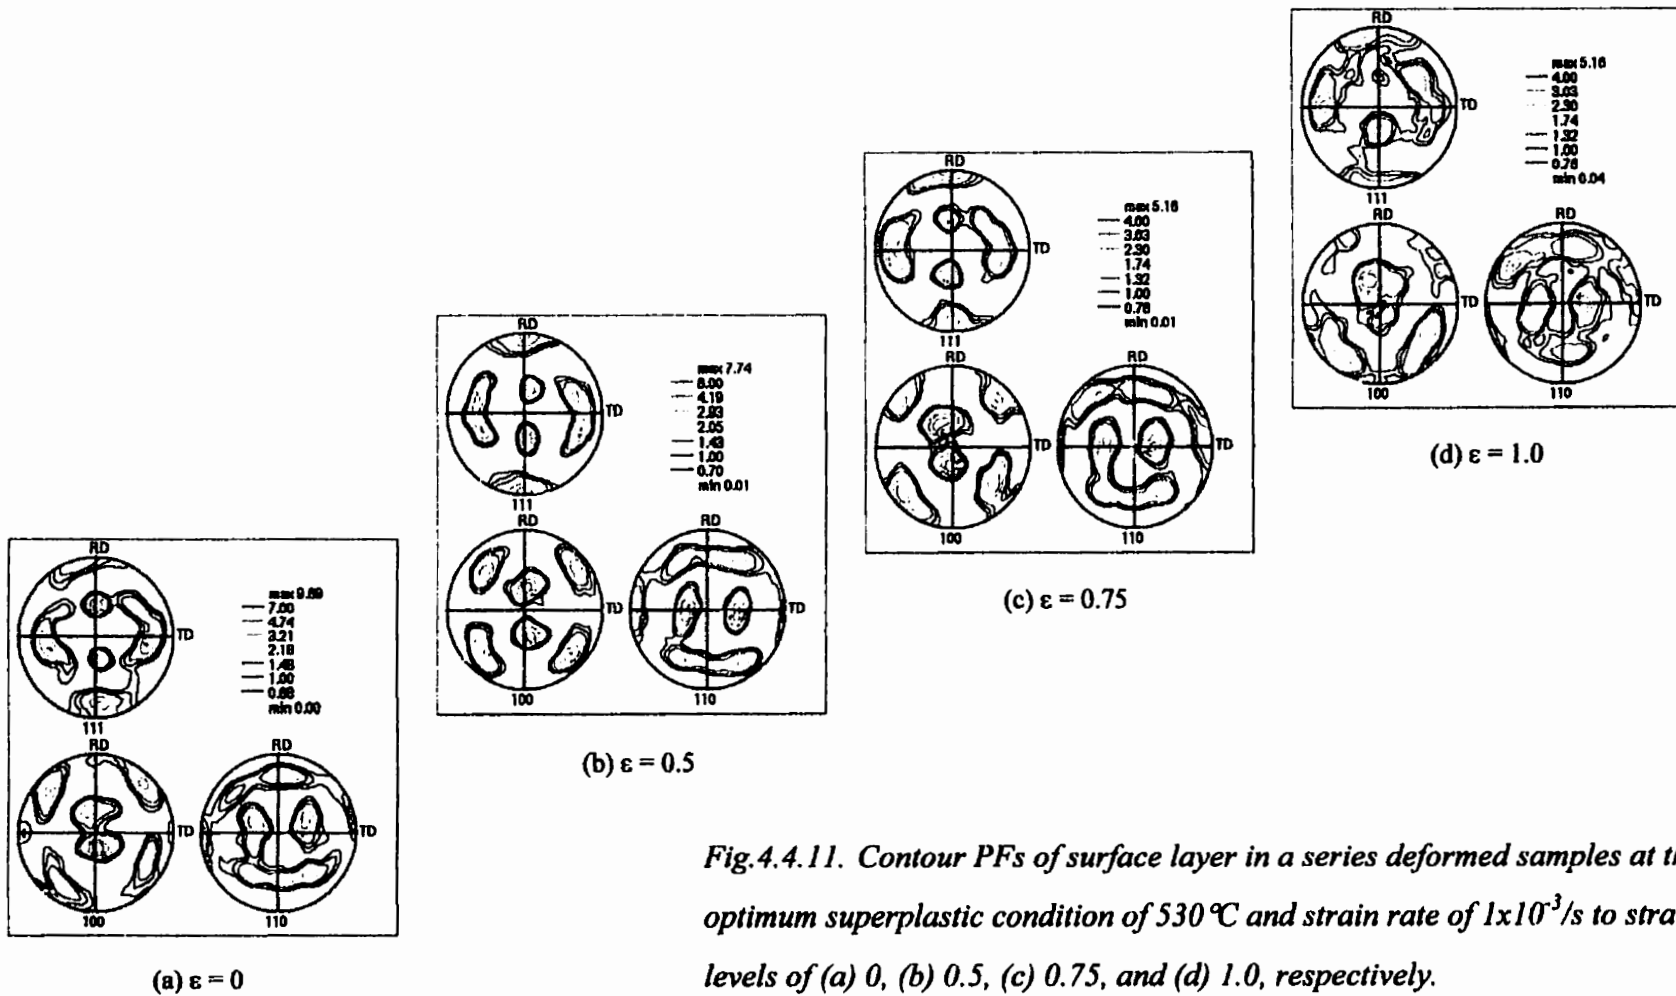 RD
TD
111
max 9.69
7.00
4.74
3.21
2.18
1.48
1.00
0.68
min 0.00
RD
TD
100
RD
TD
110
(a) ε = 0
RD
TD
111
max 7.74
6.00
4.19
2.93
2.05
1.43
1.00
0.70
min 0.01
RD
TD
100
RD
TD
110
(b) ε = 0.5
RD
TD
111
max 5.16
4.00
3.03
2.30
1.74
1.32
1.00
0.76
min 0.01
RD
TD
100
RD
TD
110
(c) ε = 0.75
RD
TD
111
max 5.16
4.00
3.03
2.30
1.74
1.32
1.00
0.76
min 0.04
RD
TD
100
RD
TD
110
(d) ε = 1.0
Fig.4.4.11. Contour PFs of surface layer in a series deformed samples at
optimum superplastic condition of 530 °C and strain rate of 1x10⁻³/s to
levels of (a) 0, (b) 0.5, (c) 0.75, and (d) 1.0, respectively.